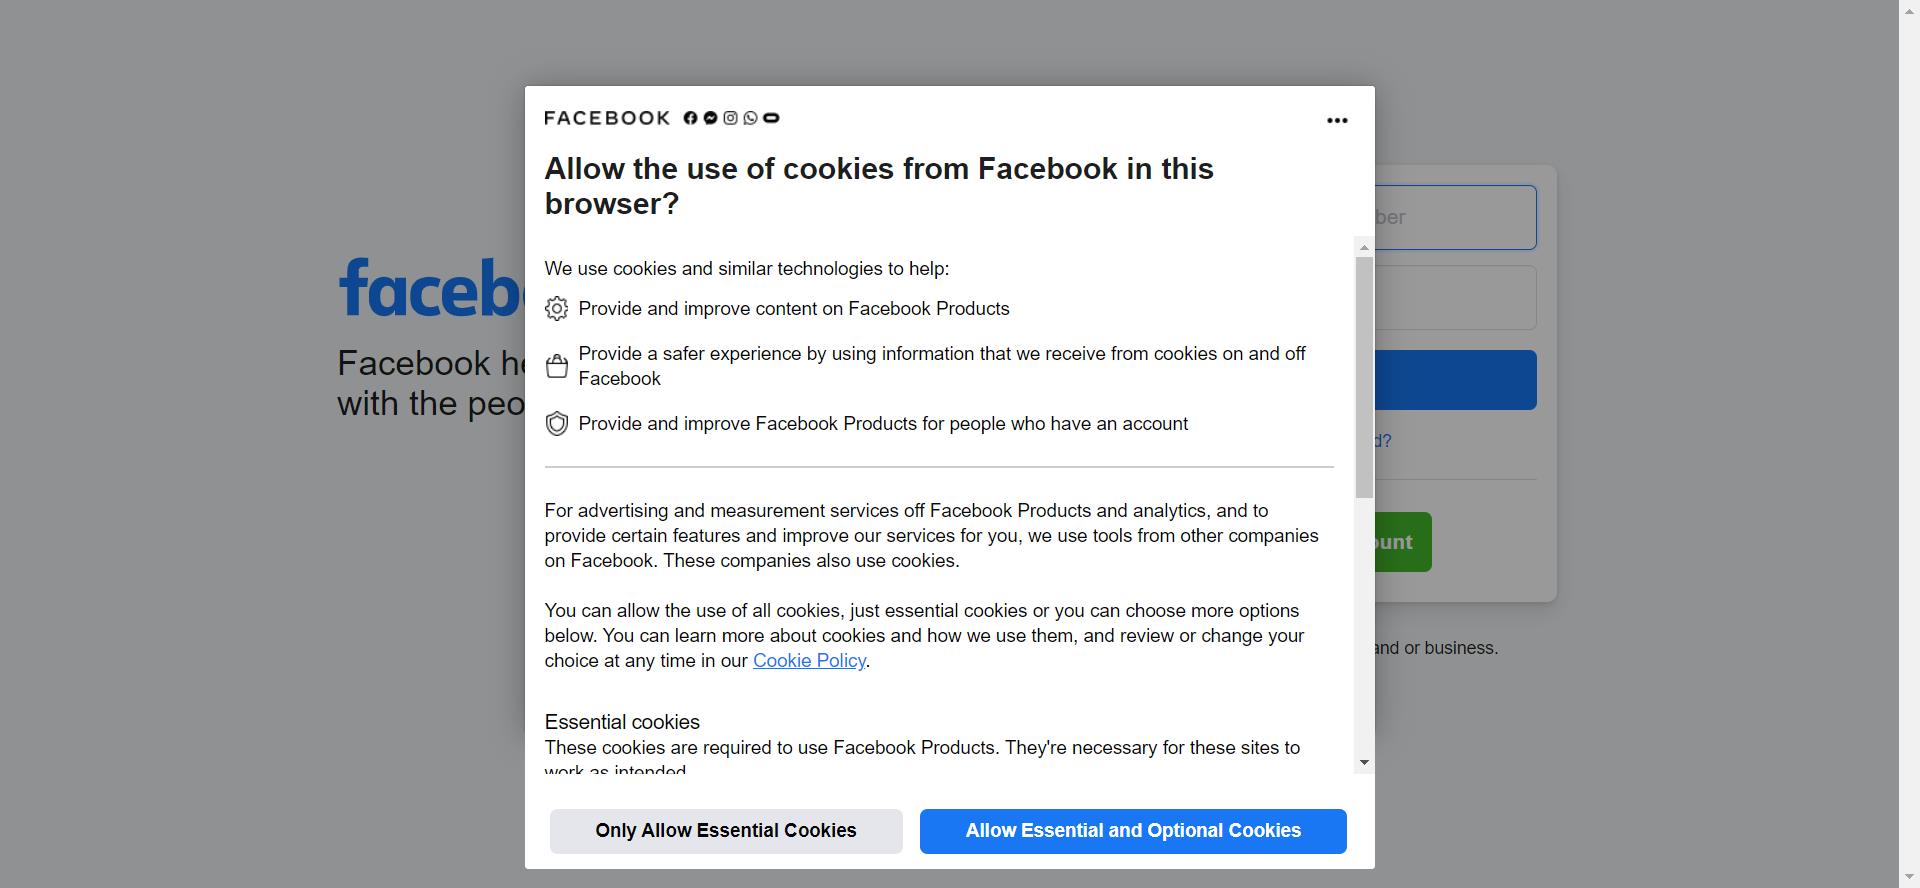 FACEBOOK
Allow the use of cookies from Facebook in this
browser?
We use cookies and similar technologies to help:
Provide and improve content on Facebook Products
Provide a safer experience by using information that we receive from cookies on and off
Facebook
Provide and improve Facebook Products for people who have an account
For advertising and measurement services off Facebook Products and analytics, and to
provide certain features and improve our services for you, we use tools from other companies
on Facebook. These companies also use cookies.
You can allow the use of all cookies, just essential cookies or you can choose more options
below. You can learn more about cookies and how we use them, and review or change your
choice at any time in our Cookie Policy.
Essential cookies
These cookies are required to use Facebook Products. They're necessary for these sites to
work as intended
Only Allow Essential Cookies
Allow Essential and Optional Cookies
faceb
Facebook he
with the peo
ber
d?
ount
and or business.